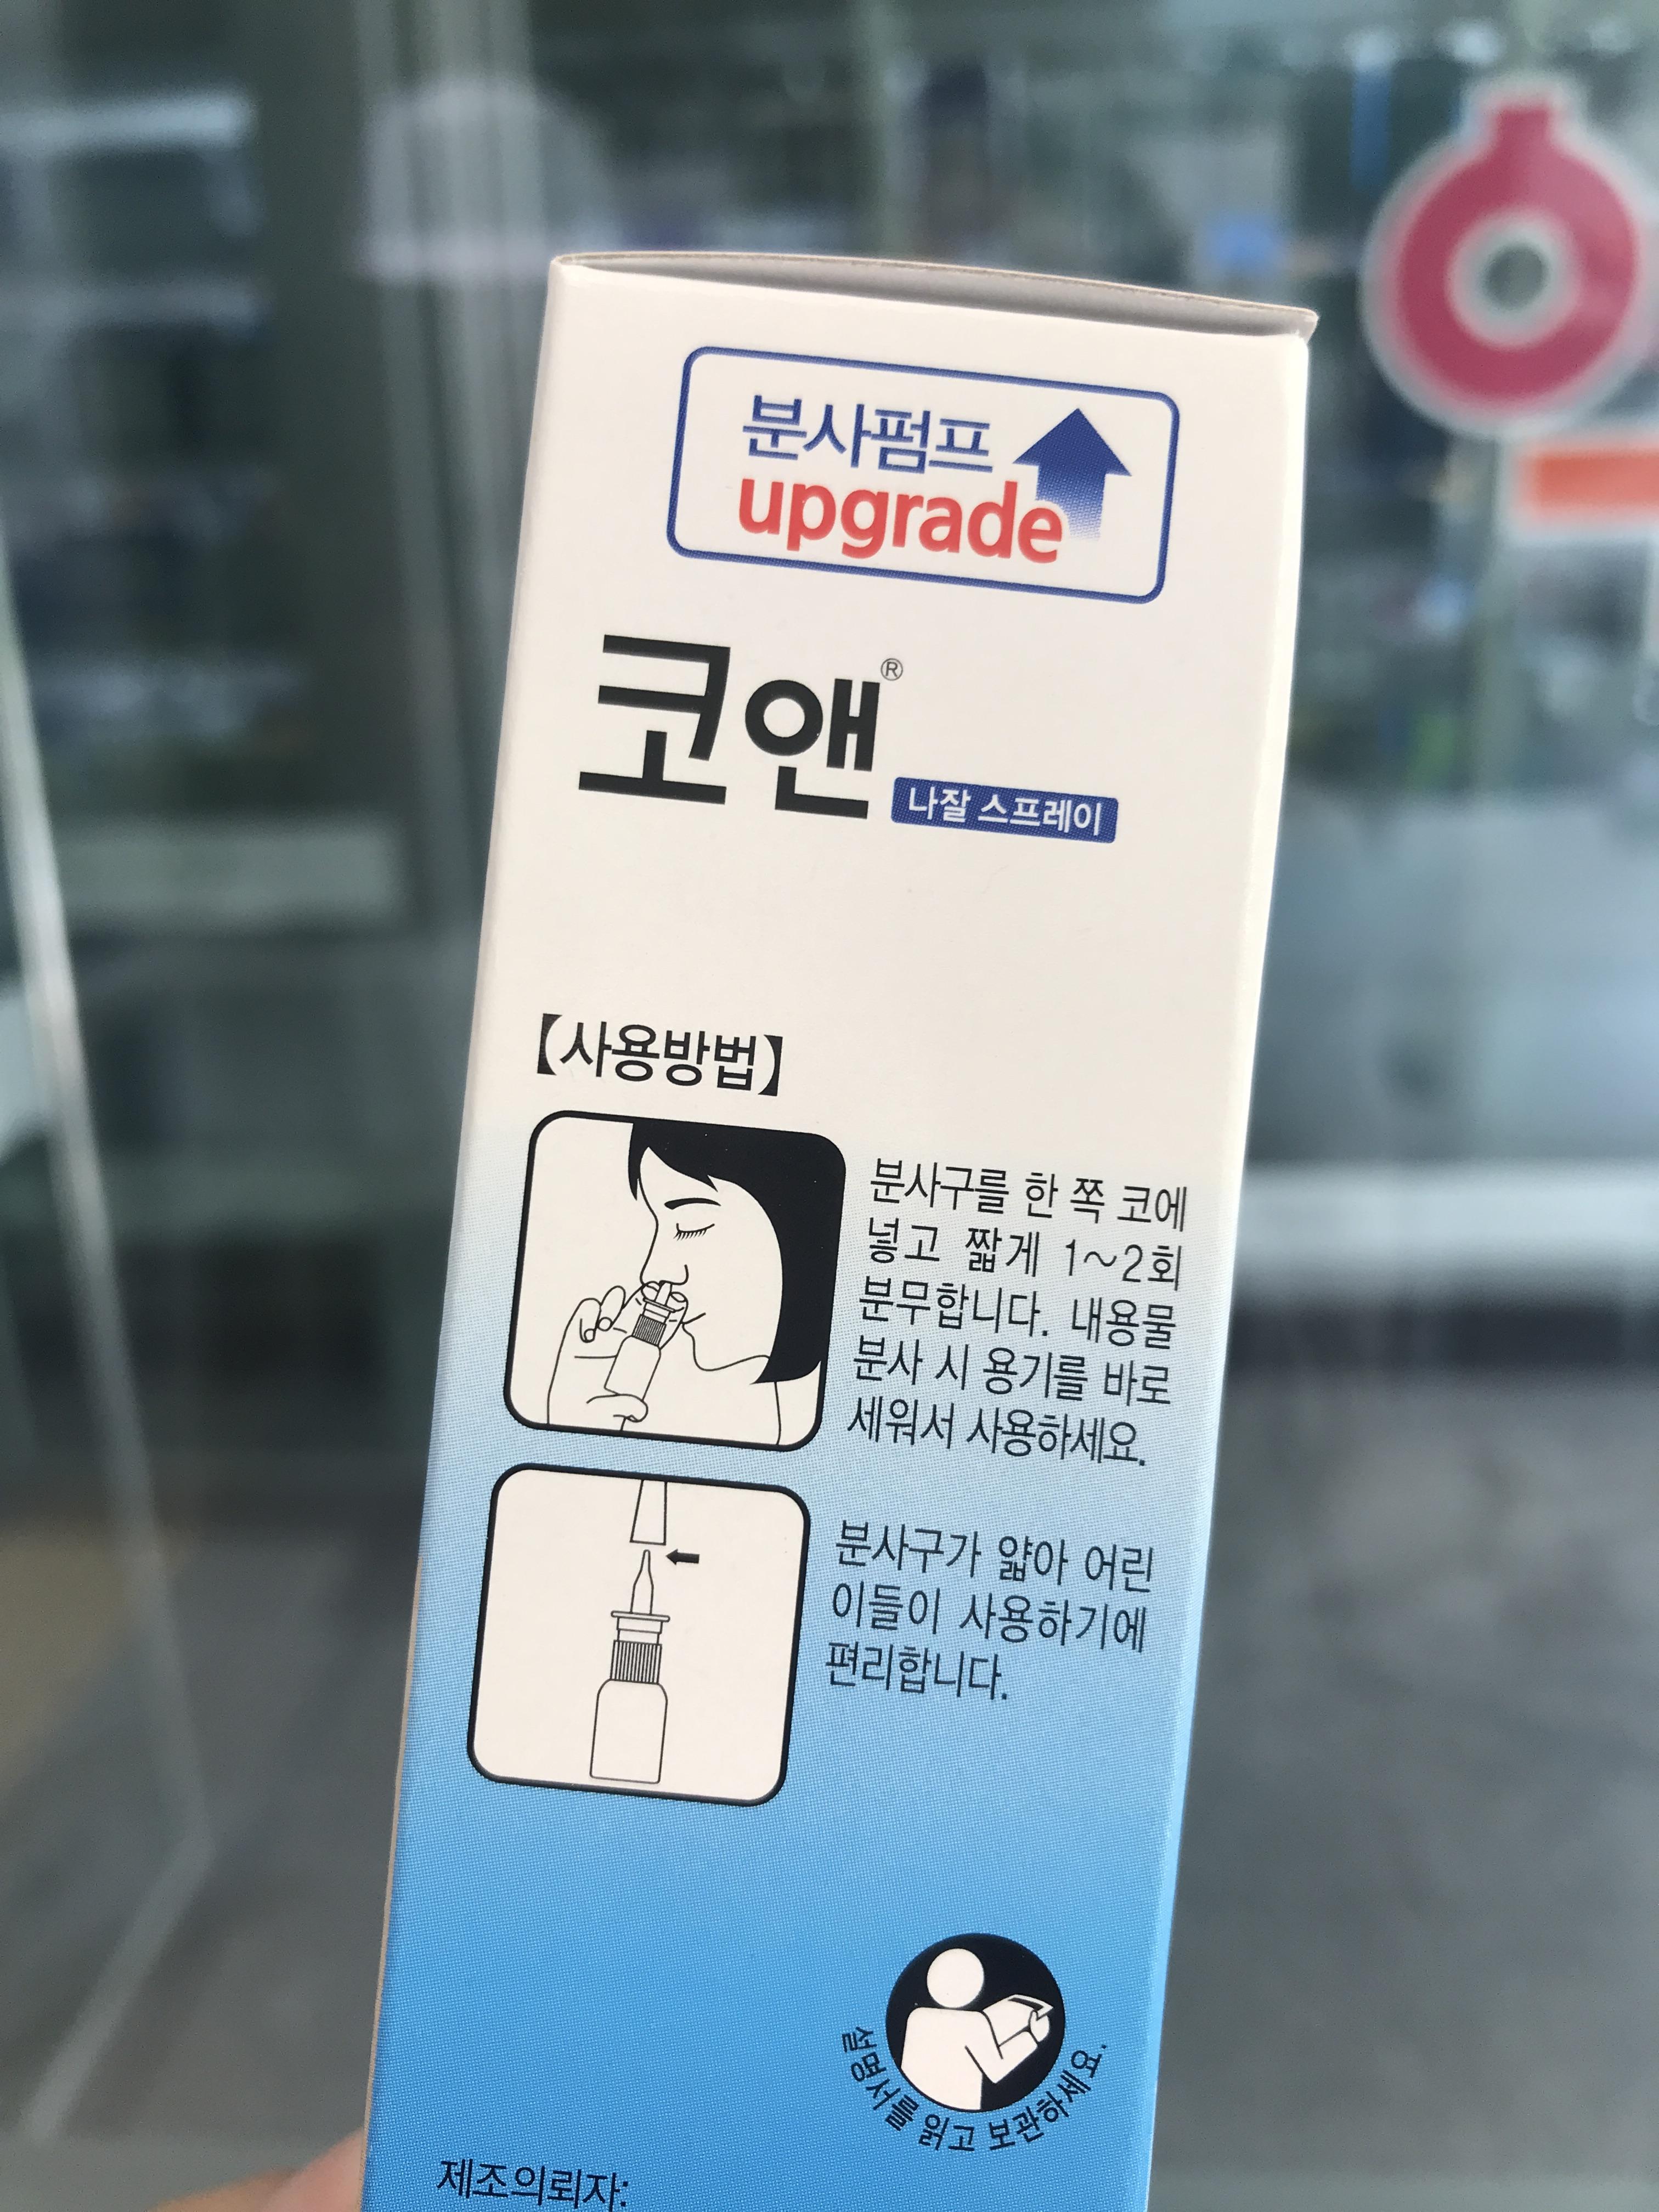 분사펌프
upgrade
코앤®
나잘 스프레이
【사용방법】
분사구를 한 쪽 코에
넣고 짧게 1~2회
분무합니다. 내용물
분사 시 용기를 바로
세워서 사용하세요.
분사구가 얇아 어린
이들이 사용하기에
편리합니다.
설명서를 읽고 보관하세요.
제조의뢰자: